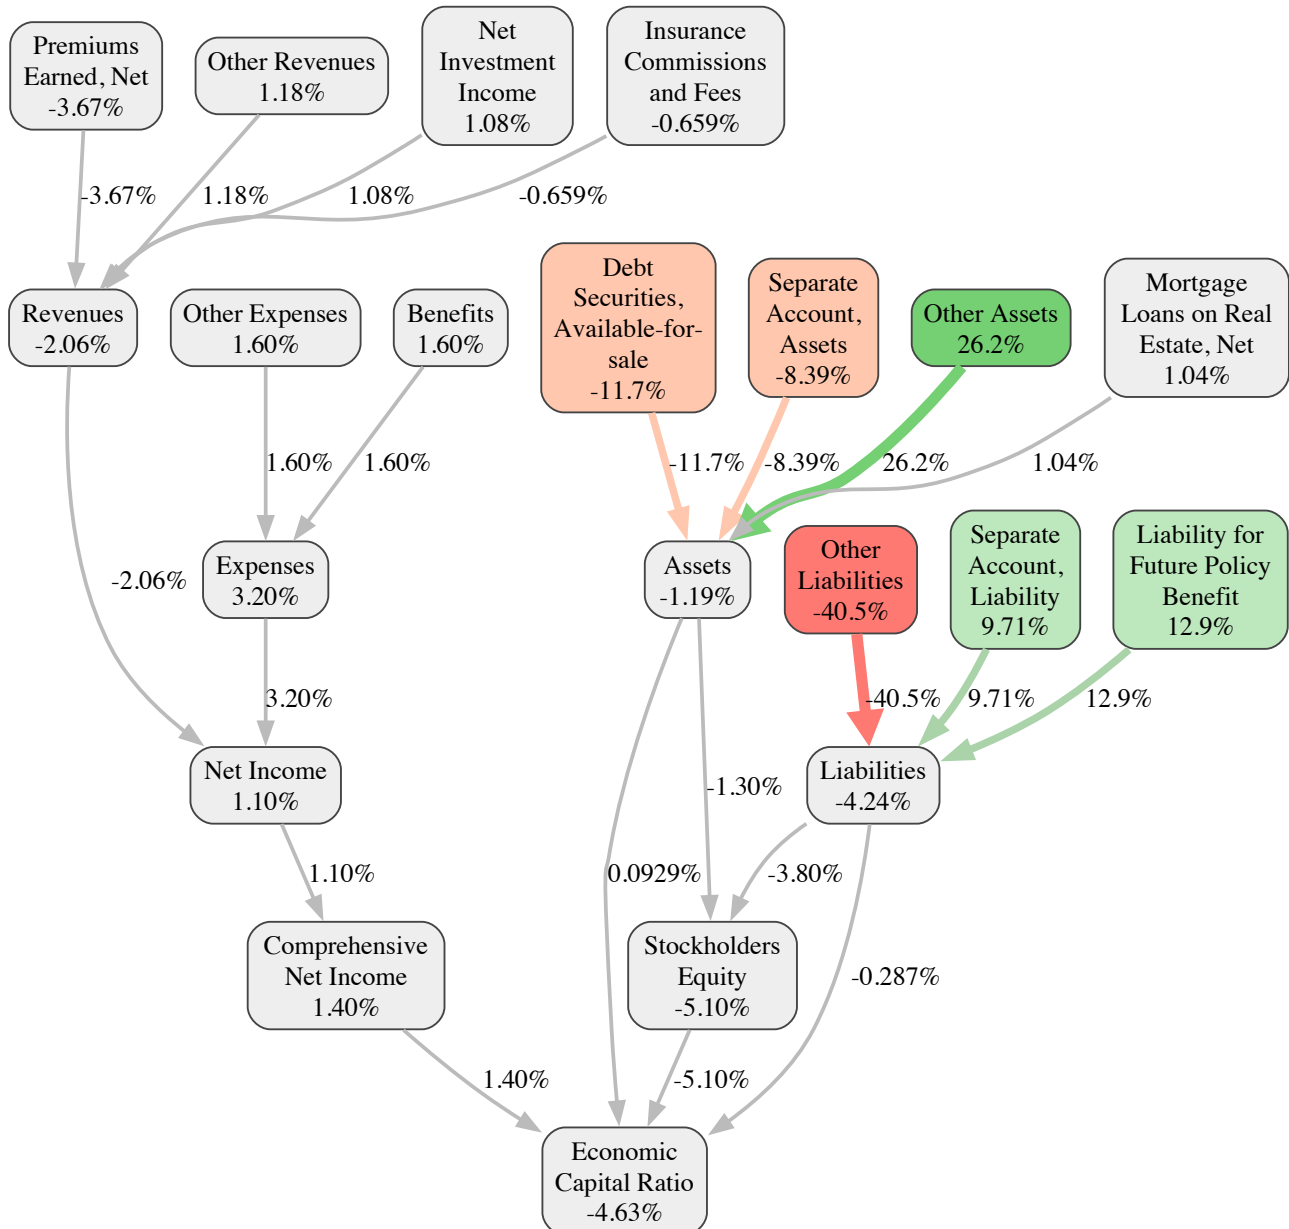 Premiums
Earned, Net
-3.67%
Other Revenues
1.18%
Net
Investment
Income
1.08%
Insurance
Commissions
and Fees
-0.659%
-3.67%
1.18%
1.08%
-0.659%
Revenues
-2.06%
Other Expenses
1.60%
Benefits
1.60%
Debt
Securities,
Available-for-
sale
-11.7%
Separate
Account,
Assets
-8.39%
Other Assets
26.2%
Mortgage
Loans on Real
Estate, Net
1.04%
1.60%
1.60%
-11.7%
-8.39%
26.2%
1.04%
-2.06%
Expenses
3.20%
Assets
-1.19%
Other
Liabilities
-40.5%
Separate
Account,
Liability
9.71%
Liability for
Future Policy
Benefit
12.9%
3.20%
-40.5%
9.71%
12.9%
Net Income
1.10%
-1.30%
Liabilities
-4.24%
1.10%
0.0929%
-3.80%
Comprehensive
Net Income
1.40%
Stockholders
Equity
-5.10%
-0.287%
1.40%
-5.10%
Economic
Capital Ratio
-4.63%